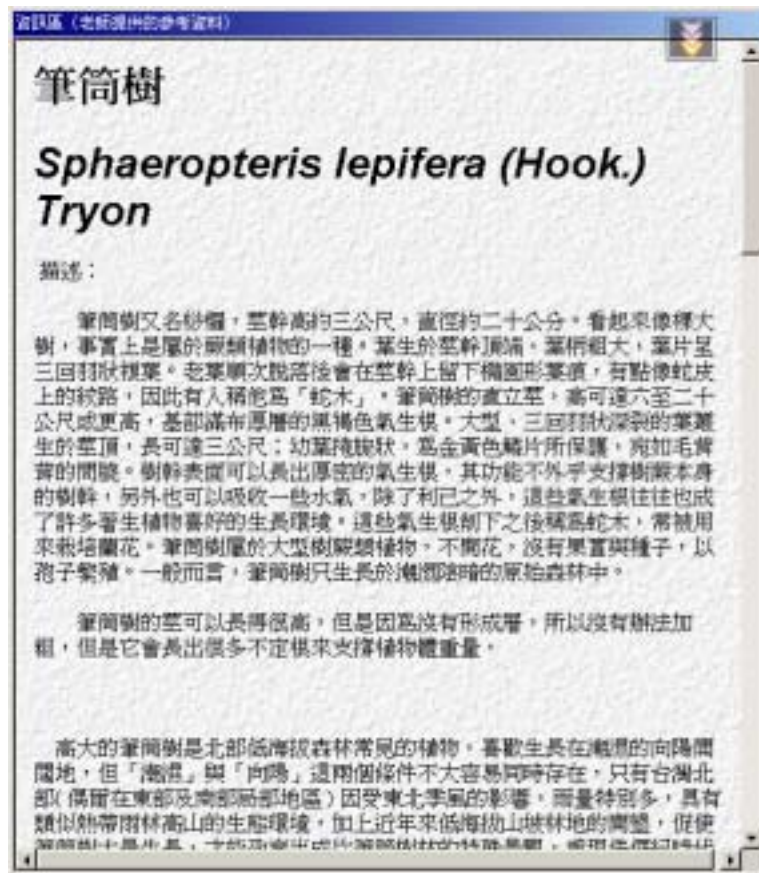 資訊區（老師提供的參考資料）
筆筒樹
Sphaeropteris lepifera (Hook.)
Tryon
描述：
筆筒樹又名桫欏，莖幹高約三公尺，直徑約二十公分。看起來像棵大
樹，事實上是屬於蕨類植物的一種。葉生於莖幹頂端，葉柄粗大，葉片呈
三回羽狀複葉。老葉順次脫落後會在莖幹上留下橢圓形葉痕，有點像蛇皮
上的紋路，因此有人稱他為「蛇木」。筆筒樹的直立莖，高可達六至二十
公尺或更高，基部滿布厚層的黑褐色氣生根。大型、三回羽狀深裂的葉叢
生於莖頂，長可達三公尺；幼葉捲旋狀，為金黃色鱗片所保護，宛如毛茸
茸的問號。樹幹表面可以長出厚密的氣生根，其功能不外乎支撐樹蕨本身
的樹幹，另外也可以吸收一些水氣，除了利己之外，這些氣生根往往也成
了許多著生植物喜好的生長環境。這些氣生根刨下之後稱為蛇木，常被用
來栽培蘭花。筆筒樹屬於大型樹蕨類植物，不開花，沒有果實與種子，以
孢子繁殖。一般而言，筆筒樹只生長於潮濕陰暗的原始森林中。
筆筒樹的莖可以長得很高，但是因為沒有形成層，所以沒有辦法加
粗，但是它會長出很多不定根來支撐植物體重量。
高大的筆筒樹是北部低海拔森林常見的植物，喜歡生長在潮濕的向陽開
闊地，但「潮濕」與「向陽」這兩個條件不太容易同時存在，只有台灣北
部(偶爾在東部及南部局部地區)因受東北季風的影響，雨量特別多，具有
類似熱帶雨林高山的生態環境，加上近年來低海拔山坡林地的開墾，促使